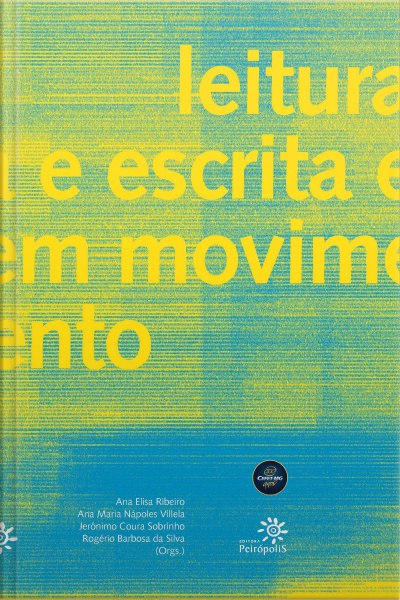 leitura
e escrita e
em movime
ento
CEFET-MG
Ana Elisa Ribeiro
Ana Maria Nápoles Villela
Jerônimo Coura Sobrinho
Rogério Barbosa da Silva
(Orgs.)
EDITORA
Peirópolis